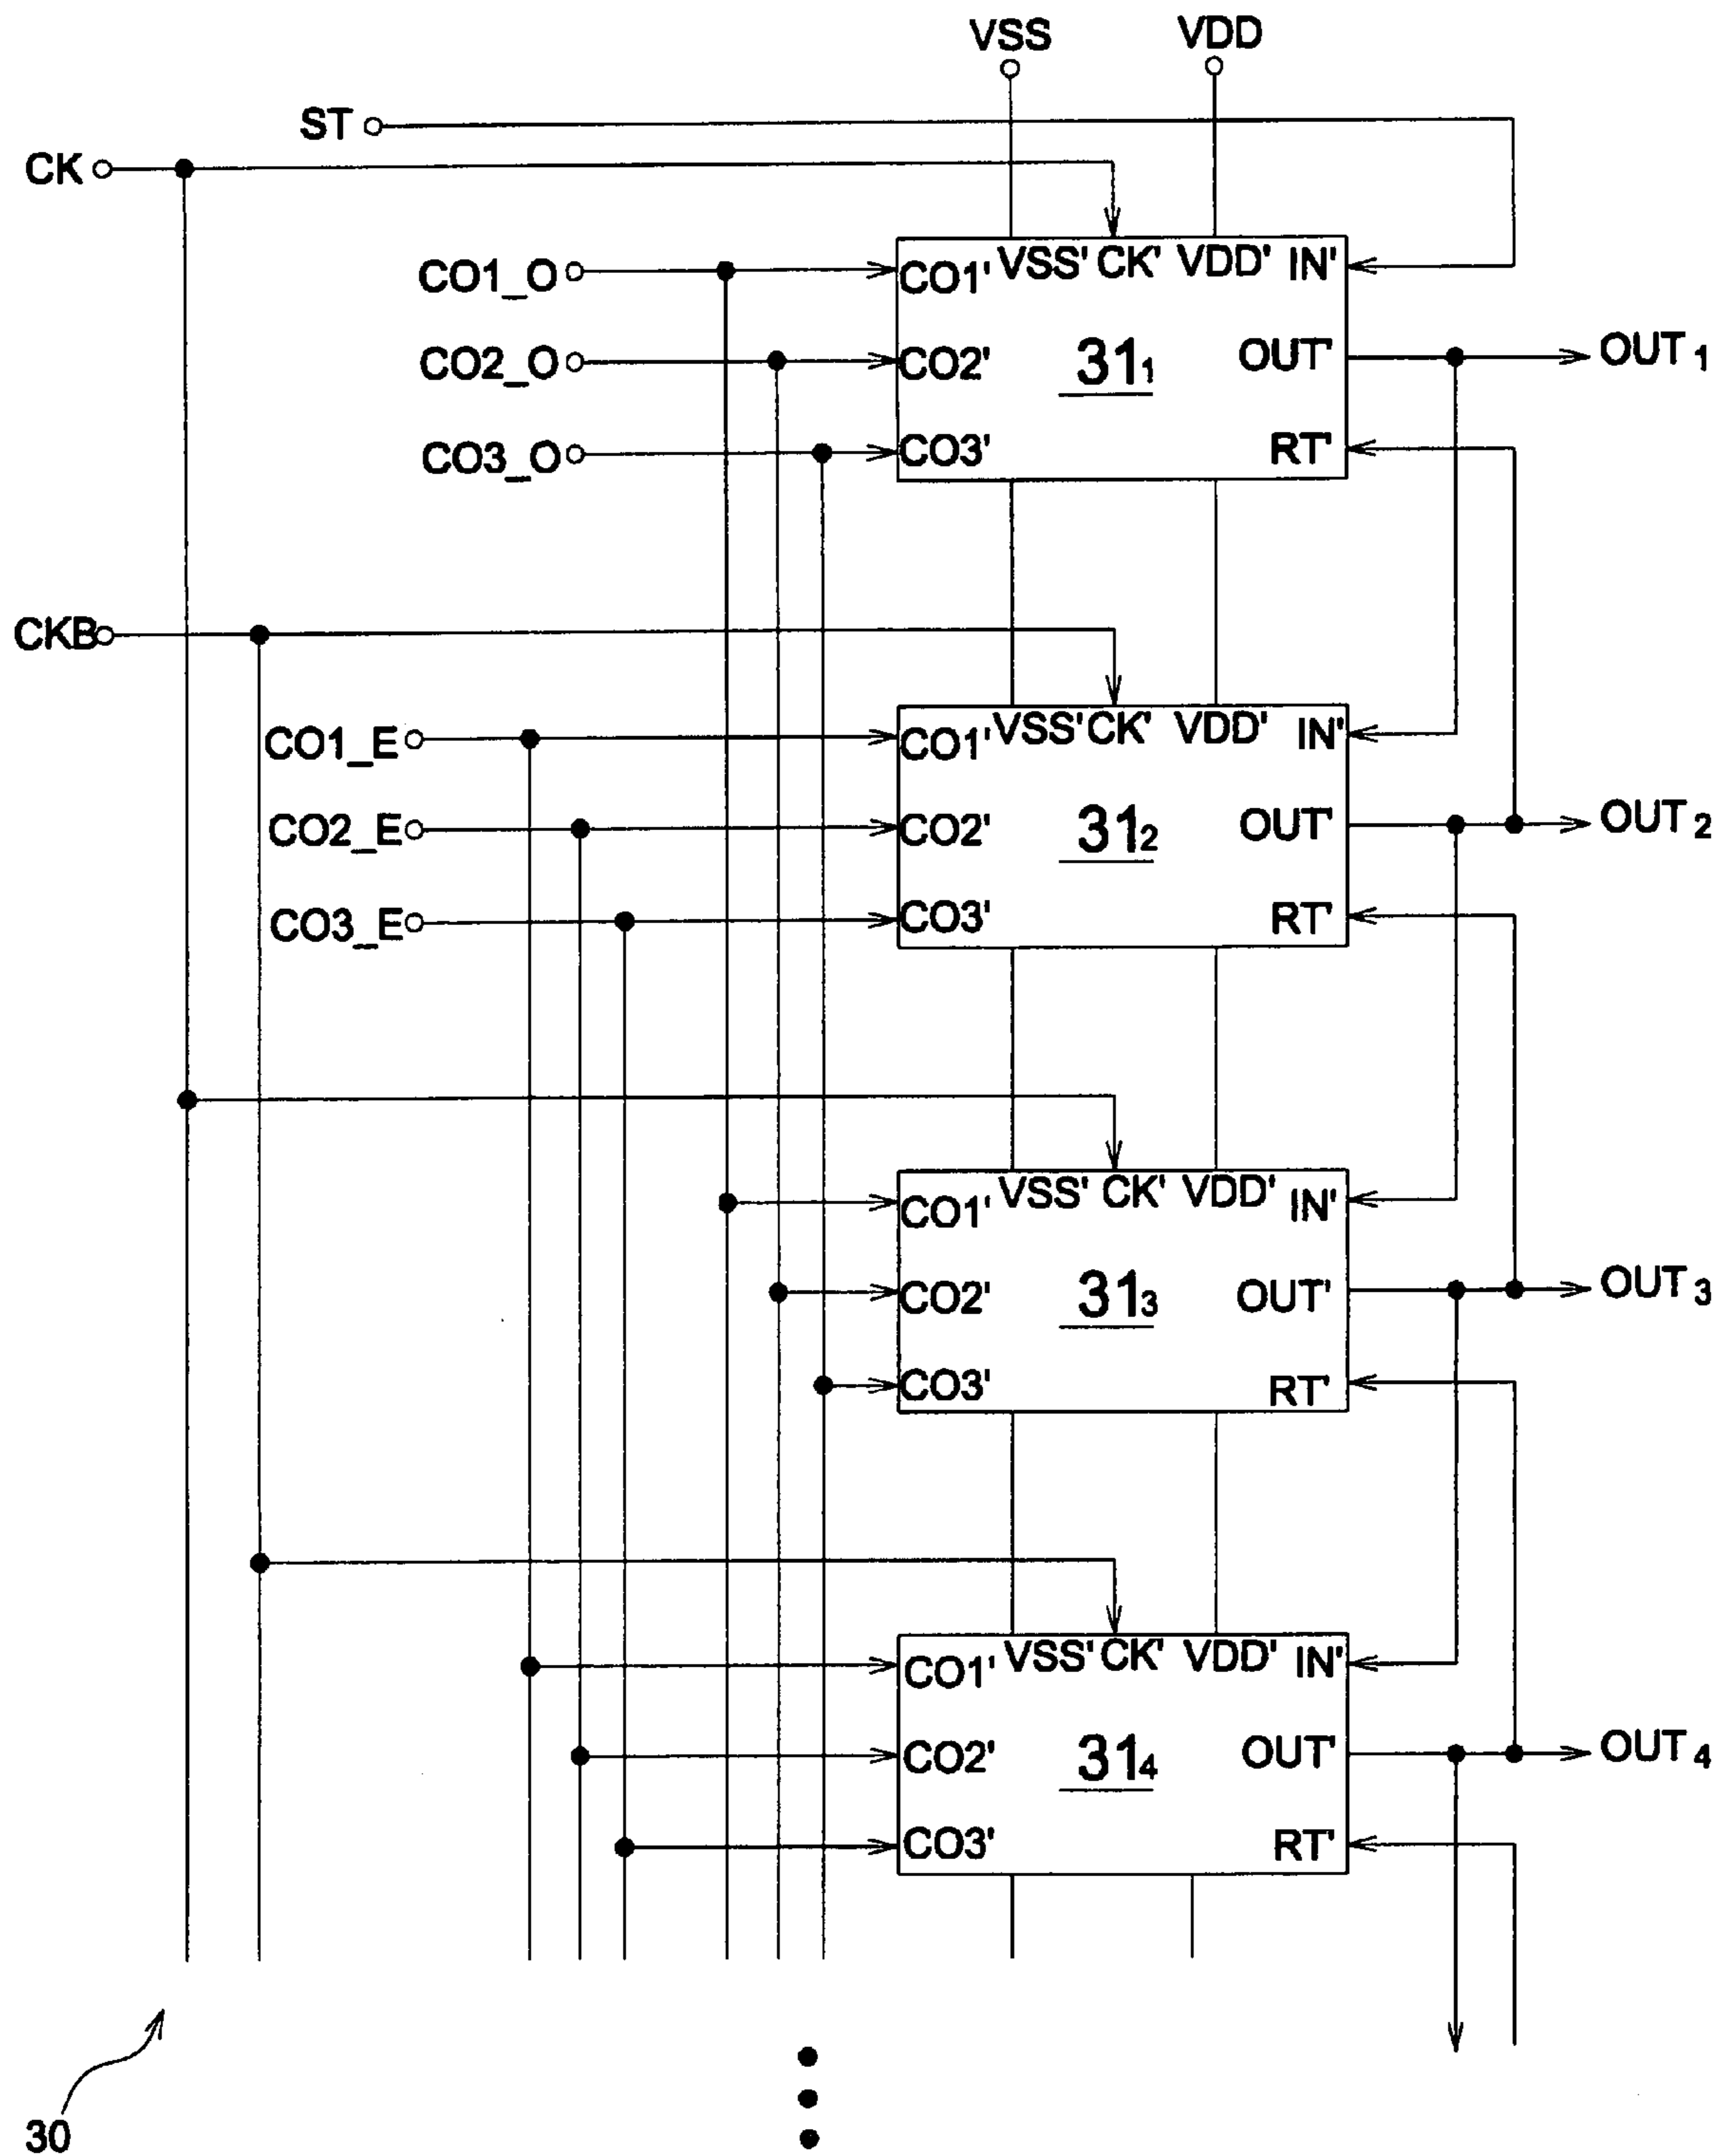 VSS VDD
ST
CK
CO1_O CO1' VSS' CK' VDD' IN'
CO2_O CO2' 31₁ OUT' OUT₁
CO3_O CO3' RT'
CKB
CO1_E CO1' VSS' CK' VDD' IN'
CO2_E CO2' 31₂ OUT' OUT₂
CO3_E CO3' RT'
CO1' VSS' CK' VDD' IN'
CO2' 31₃ OUT' OUT₃
CO3' RT'
CO1' VSS' CK' VDD' IN'
CO2' 31₄ OUT' OUT₄
CO3' RT'
30